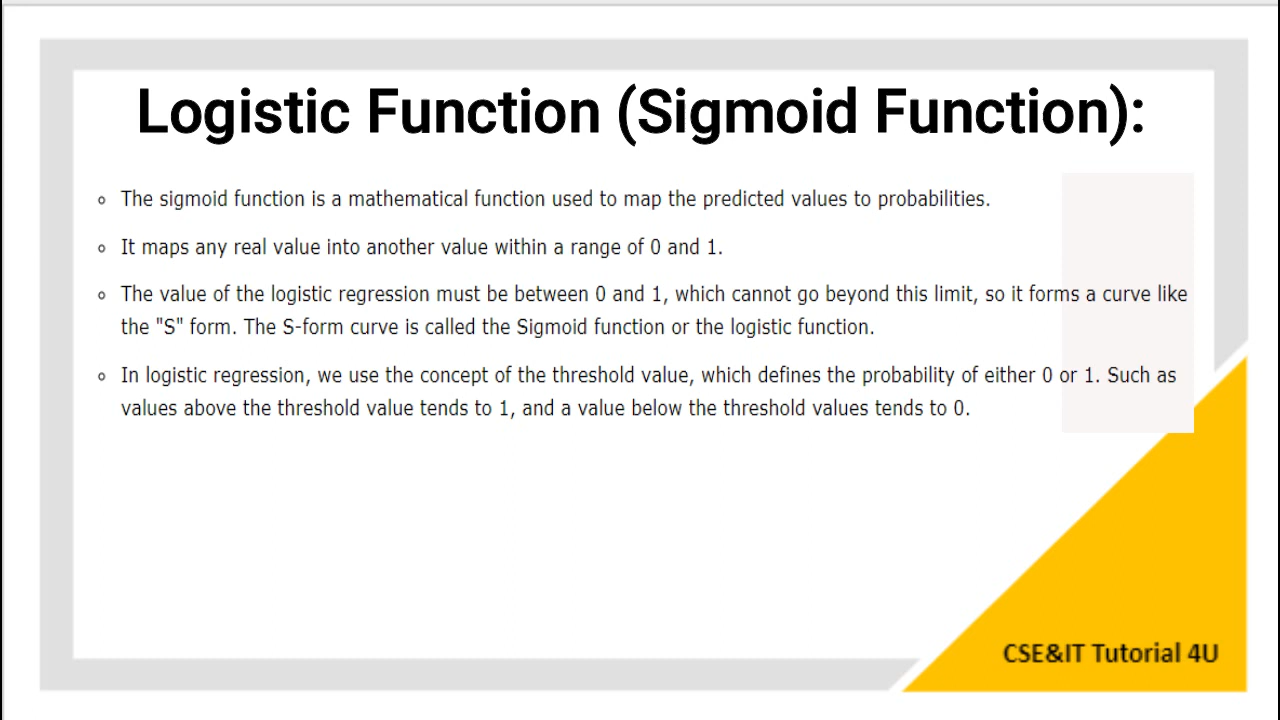 Logistic Function (Sigmoid Function):
The sigmoid function is a mathematical function used to map the predicted values to probabilities.
It maps any real value into another value within a range of 0 and 1.
The value of the logistic regression must be between 0 and 1, which cannot go beyond this limit, so it forms a curve like
the "S" form. The S-form curve is called the Sigmoid function or the logistic function.
In logistic regression, we use the concept of the threshold value, which defines the probability of either 0 or 1. Such as
values above the threshold value tends to 1, and a value below the threshold values tends to 0.
CSE&IT Tutorial 4U